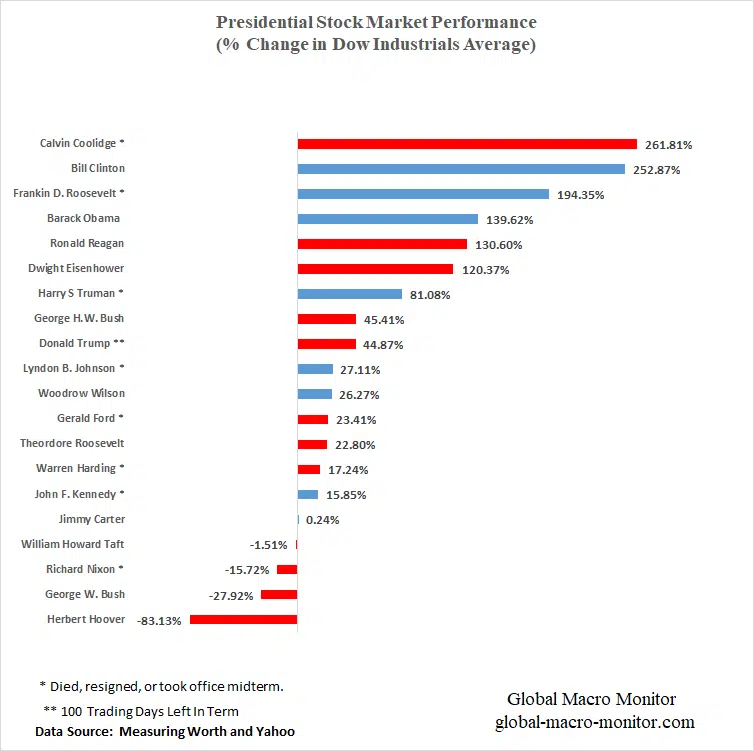 Presidential Stock Market Performance
(% Change in Dow Industrials Average)
Calvin Coolidge * 261.81%
Bill Clinton 252.87%
Frankin D. Roosevelt * 194.35%
Barack Obama 139.62%
Ronald Reagan 130.60%
Dwight Eisenhower 120.37%
Harry S Truman * 81.08%
George H.W. Bush 45.41%
Donald Trump ** 44.87%
Lyndon B. Johnson * 27.11%
Woodrow Wilson 26.27%
Gerald Ford * 23.41%
Theordore Roosevelt 22.80%
Warren Harding * 17.24%
John F. Kennedy * 15.85%
Jimmy Carter 0.24%
William Howard Taft -1.51%
Richard Nixon * -15.72%
George W. Bush -27.92%
Herbert Hoover -83.13%
* Died, resigned, or took office midterm.
** 100 Trading Days Left In Term
Data Source: Measuring Worth and Yahoo
Global Macro Monitor
global-macro-monitor.com